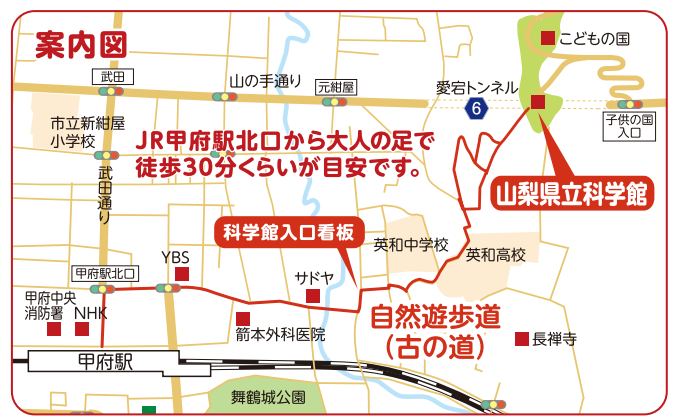 案内図
こどもの国
武田
山の手通り
元紺屋
愛宕トンネル
6
子供の国
入口
市立新紺屋
小学校
JR甲府駅北口から大人の足で
徒歩30分くらいが目安です。
武田通り
山梨県立科学館
科学館入口看板
英和中学校
英和高校
YBS
甲府駅北口
サドヤ
甲府中央
消防署
NHK
箭本外科医院
自然遊歩道
(古の道)
長禅寺
甲府駅
舞鶴城公園